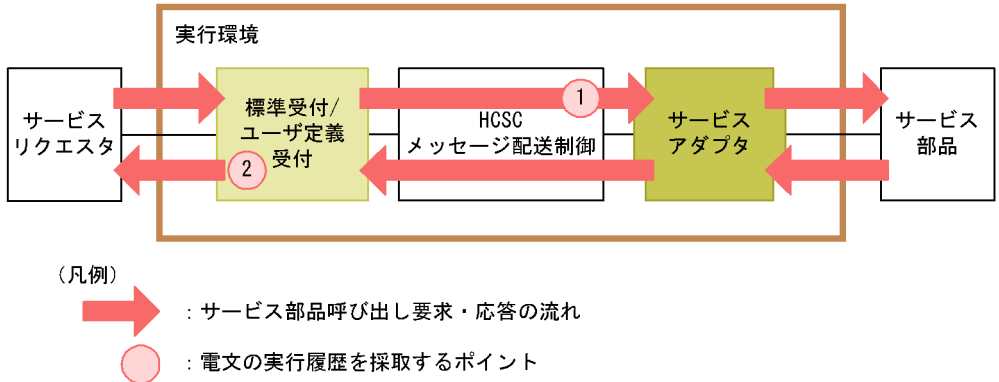 実行環境
サービス
リクエスタ
標準受付/
ユーザ定義
受付
HCSC
メッセージ配送制御
サービス
アダプタ
サービス
部品
1
2
(凡例)
:サービス部品呼び出し要求・応答の流れ
:電文の実行履歴を採取するポイント